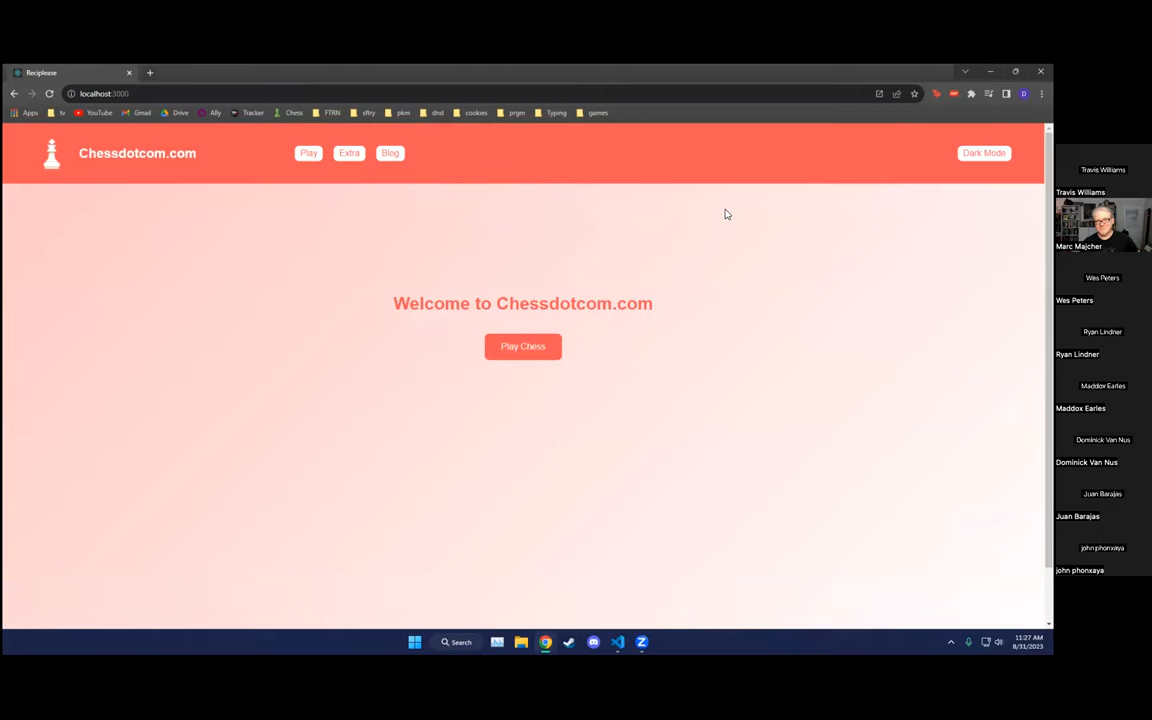 Reciplease
localhost:3000
Apps tv YouTube Gmail Drive Ally Tracker Chess FTRN sftry pkm dnd cookies prgm Typing games
D
Chessdotcom.com
Play Extra Blog
Dark Mode
Welcome to Chessdotcom.com
Play Chess
Search
11:27 AM
8/31/2023
Travis Williams
Travis Williams
Marc Majcher
Wes Peters
Wes Peters
Ryan Lindner
Ryan Lindner
Maddox Earles
Maddox Earles
Dominick Van Nus
Dominick Van Nus
Juan Barajas
Juan Barajas
john phonxaya
john phonxaya